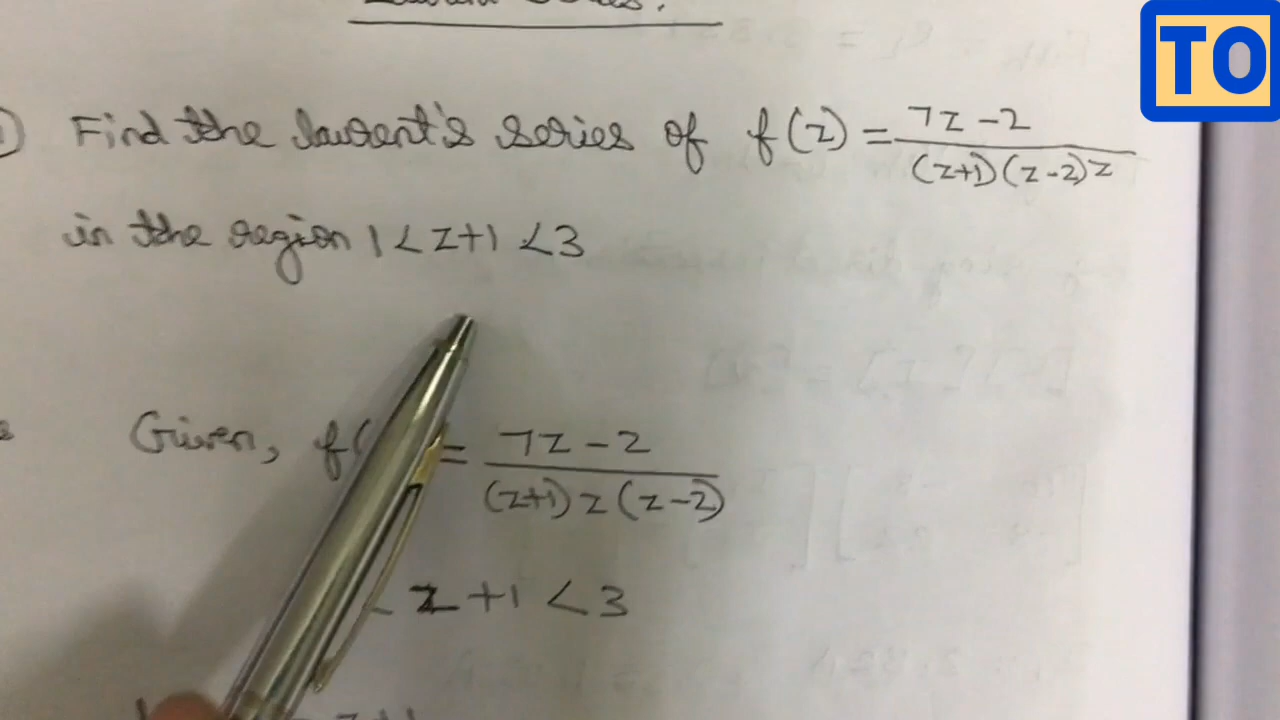 TO
1) Find the laurent's series of f(z) = 7z-2 / (z+1)(z-2)z
in the region 1 < z+1 < 3
Given, f( = 7z-2 / (z+1) z (z-2)
< z +1 < 3